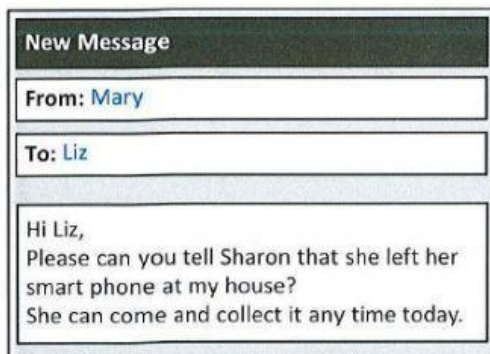 New Message
From: Mary
To: Liz
Hi Liz,
Please can you tell Sharon that she left her
smart phone at my house?
She can come and collect it any time today.